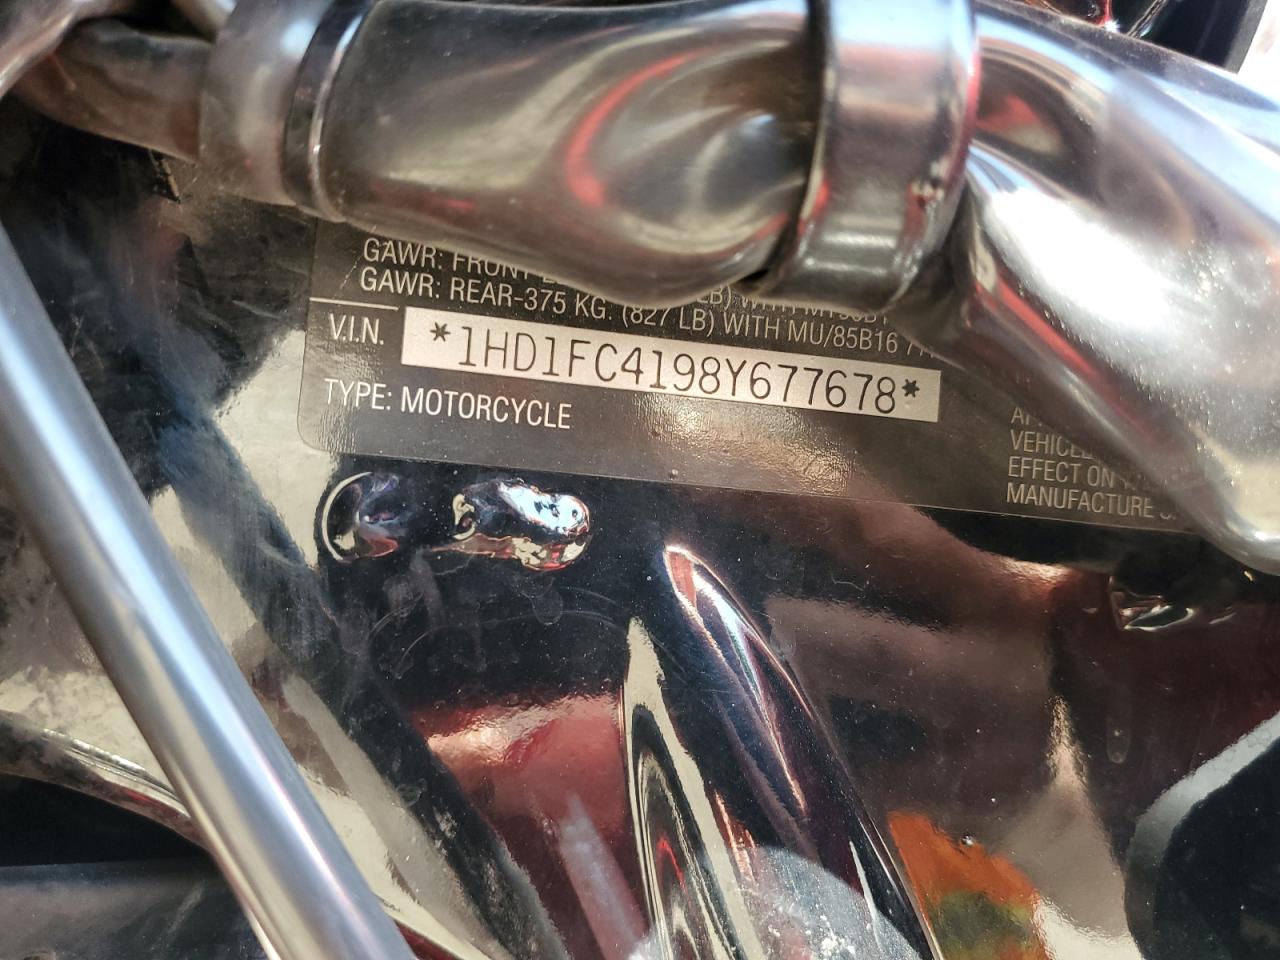 GAWR: FRONT
GAWR: REAR-375 KG. (827 LB) WITH MU/85B16
V.I.N. *1HD1FC4198Y677678*
TYPE: MOTORCYCLE
VEHICLE
EFFECT ON
MANUFACTURE